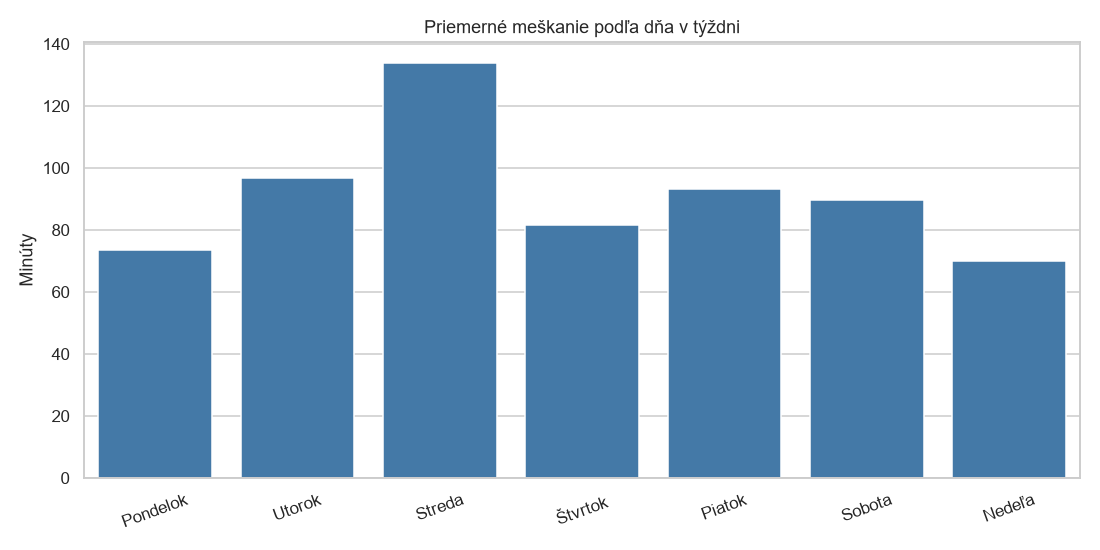 Priemerné meškanie podľa dňa v týždni
Minúty
140
120
100
80
60
40
20
0
Pondelok
Utorok
Streda
Štvrtok
Piatok
Sobota
Nedeľa